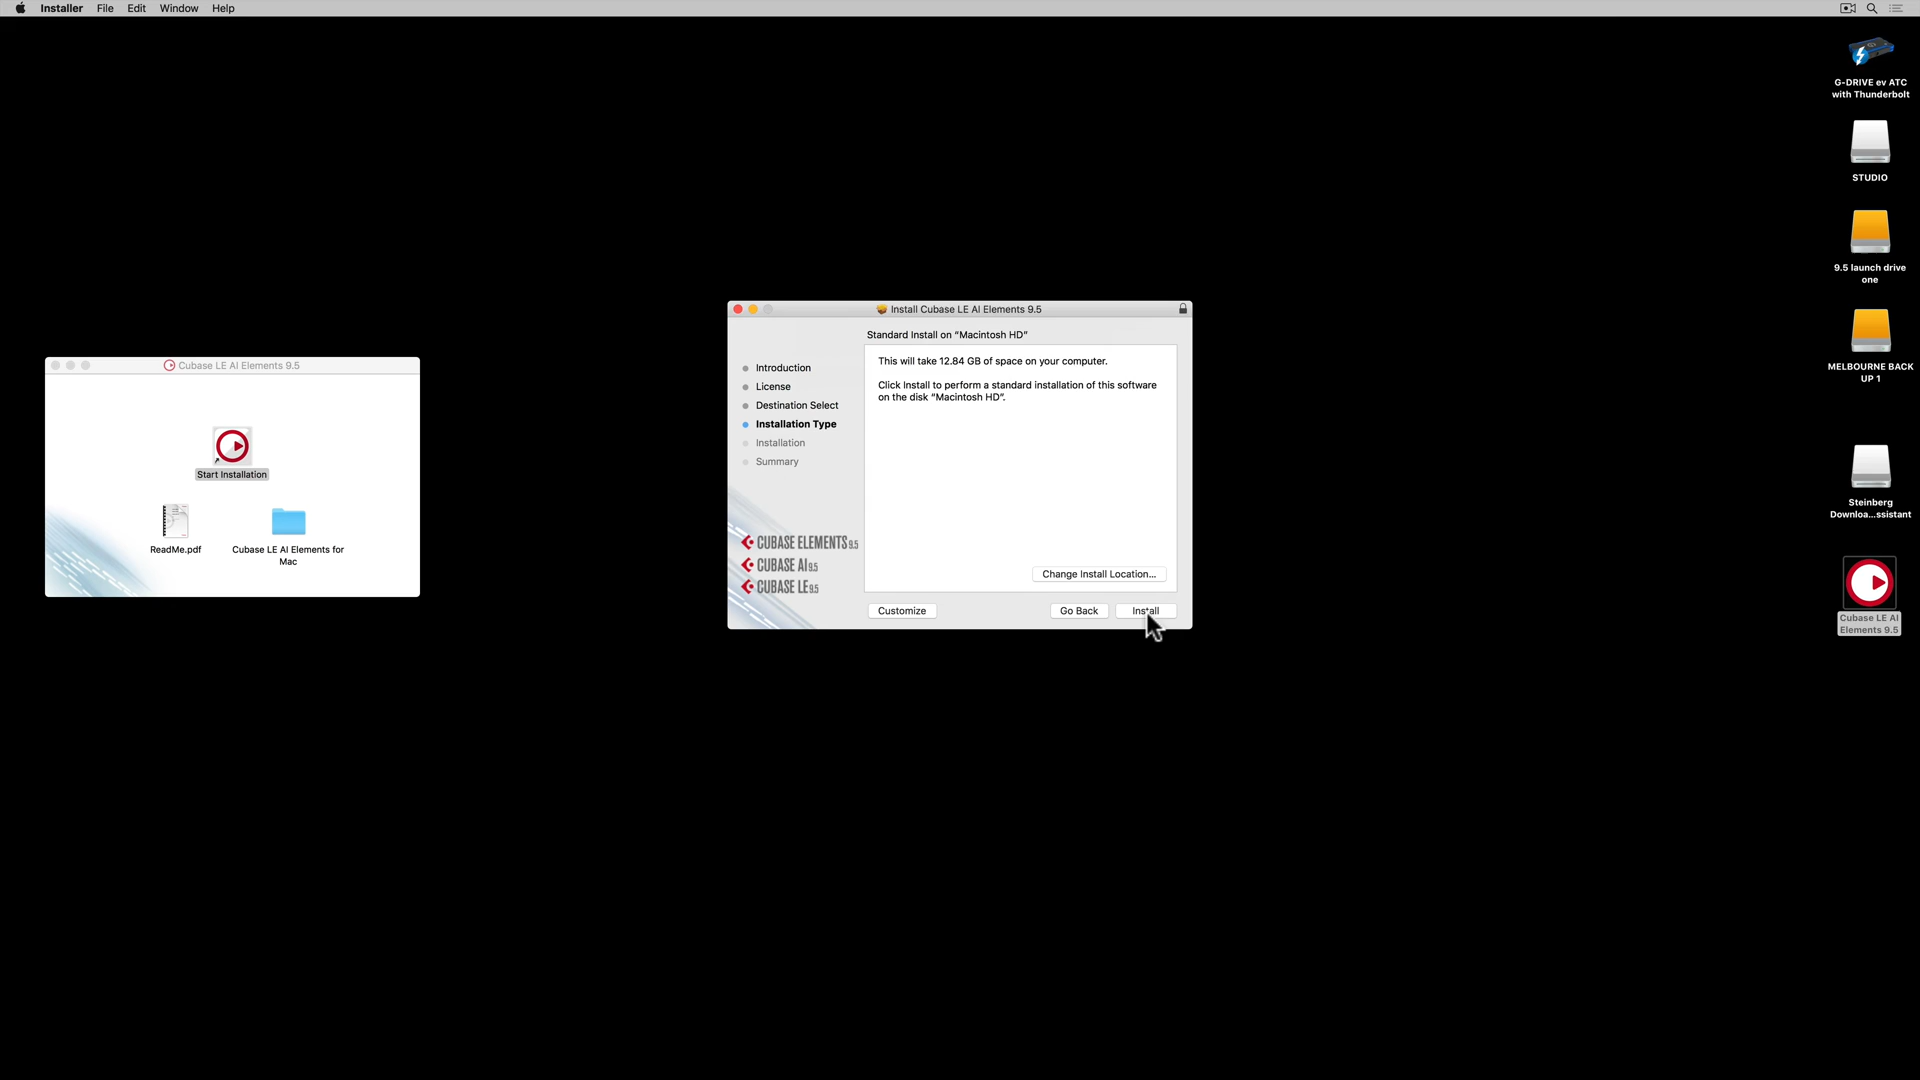 Installer File Edit Window Help
G-DRIVE ev ATC
with Thunderbolt
STUDIO
9.5 launch drive
one
MELBOURNE BACK
UP 1
Steinberg
Downloa...ssistant
Cubase LE AI
Elements 9.5
Cubase LE AI Elements 9.5
Start Installation
ReadMe.pdf
Cubase LE AI Elements for
Mac
Install Cubase LE AI Elements 9.5
Standard Install on “Macintosh HD”
Introduction
License
Destination Select
Installation Type
Installation
Summary
This will take 12.84 GB of space on your computer.
Click Install to perform a standard installation of this software
on the disk “Macintosh HD”.
CUBASE ELEMENTS 9.5
CUBASE AI 9.5
CUBASE LE 9.5
Change Install Location...
Customize
Go Back
Install